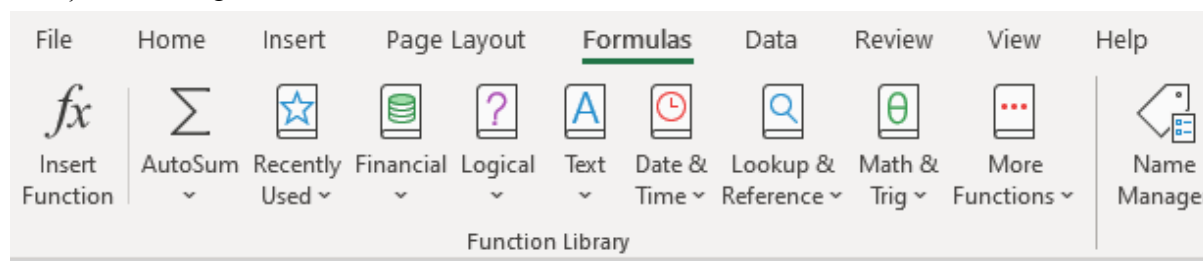 File Home Insert Page Layout Formulas Data Review View Help
fx Σ ? A θ
Insert AutoSum Recently Financial Logical Text Date & Lookup & Math & More Name
Function Used Time Reference Trig Functions Manage
Function Library